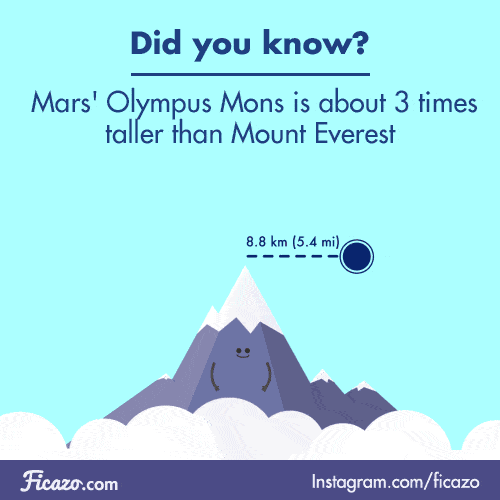 Did you know?
Mars' Olympus Mons is about 3 times
taller than Mount Everest
8.8 km (5.4 mi)
Ficazo.com
Instagram.com/ficazo